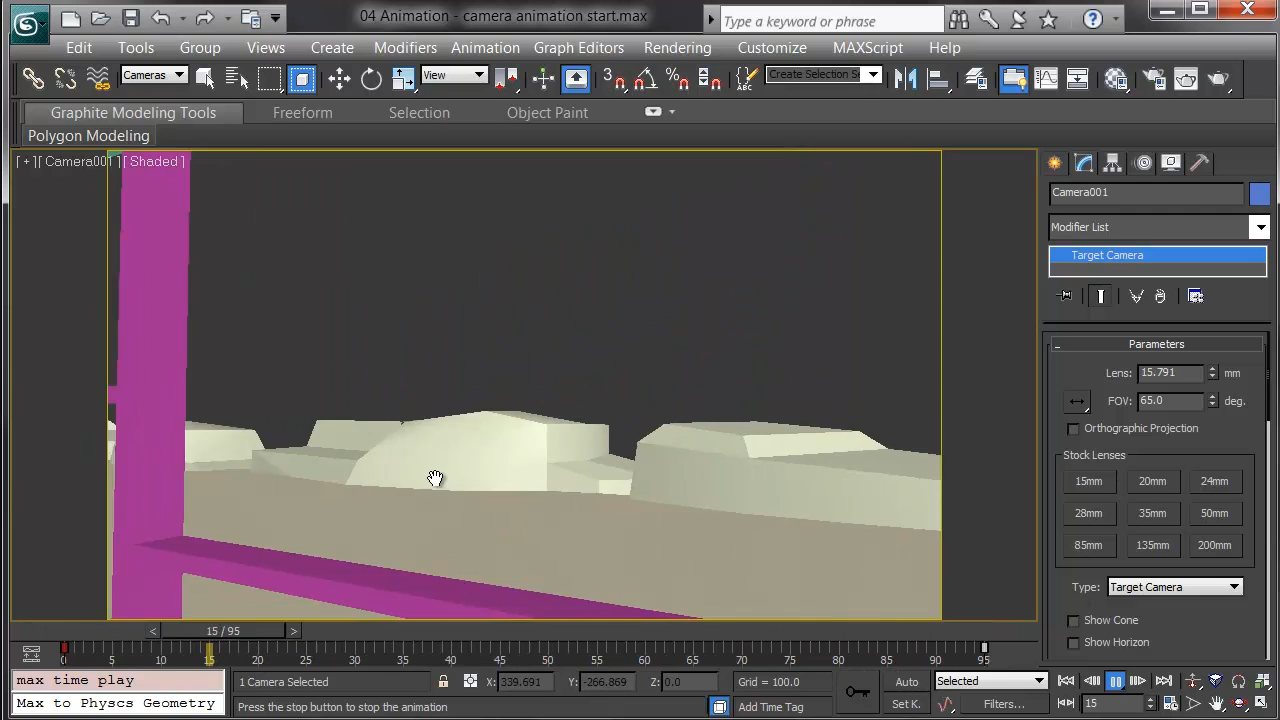 04 Animation - camera animation start.max
Type a keyword or phrase
Edit Tools Group Views Create Modifiers Animation Graph Editors Rendering Customize MAXScript Help
Cameras
View
3
%
ABC
Create Selection Se
Graphite Modeling Tools Freeform Selection Object Paint
Polygon Modeling
[ + ] [ Camera001 ] [ Shaded ]
Camera001
Modifier List
Target Camera
Parameters
Lens: 15.791 mm
FOV: 65.0 deg.
Orthographic Projection
Stock Lenses
15mm 20mm 24mm
28mm 35mm 50mm
85mm 135mm 200mm
Type: Target Camera
Show Cone
Show Horizon
< 15 / 95 >
0 5 10 15 20 25 30 35 40 45 50 55 60 65 70 75 80 85 90 95
max time play
Max to Physcs Geometry
1 Camera Selected
X: 339.691 Y: -266.869 Z: 0.0
Grid = 100.0
Press the stop button to stop the animation
Add Time Tag
Auto
Set K.
Selected
Filters...
15